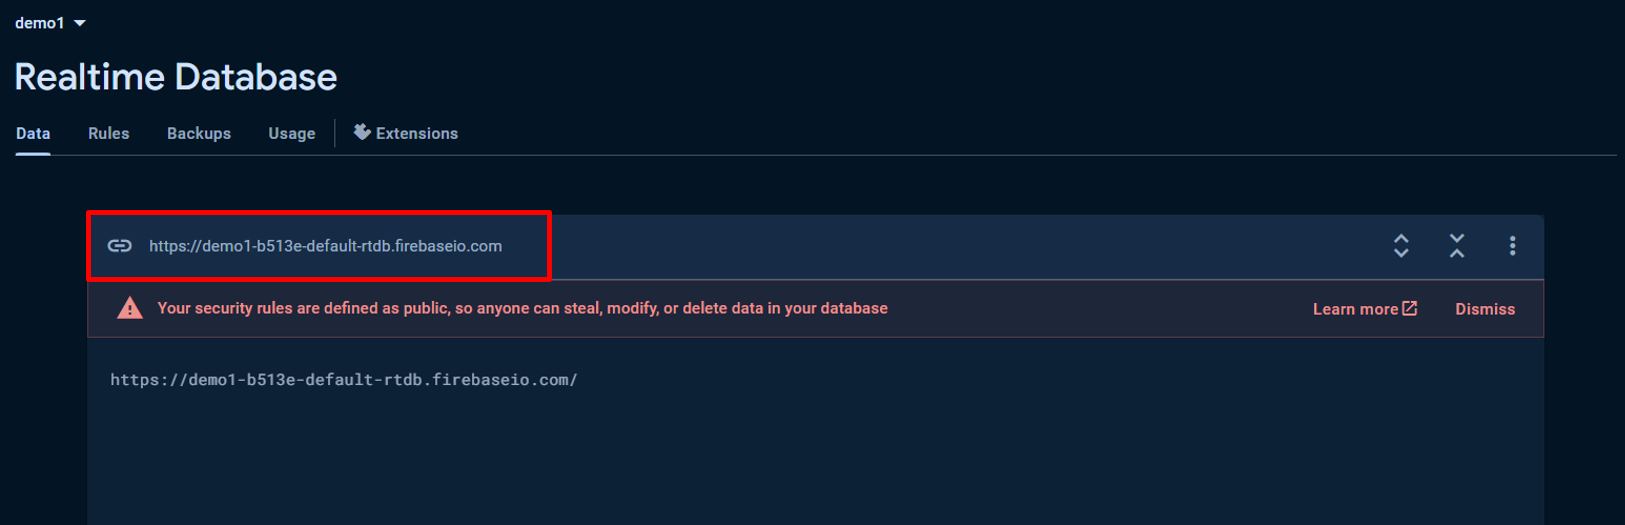 demo1
Realtime Database
Data Rules Backups Usage Extensions
https://demo1-b513e-default-rtdb.firebaseio.com
Your security rules are defined as public, so anyone can steal, modify, or delete data in your database Learn more Dismiss
https://demo1-b513e-default-rtdb.firebaseio.com/